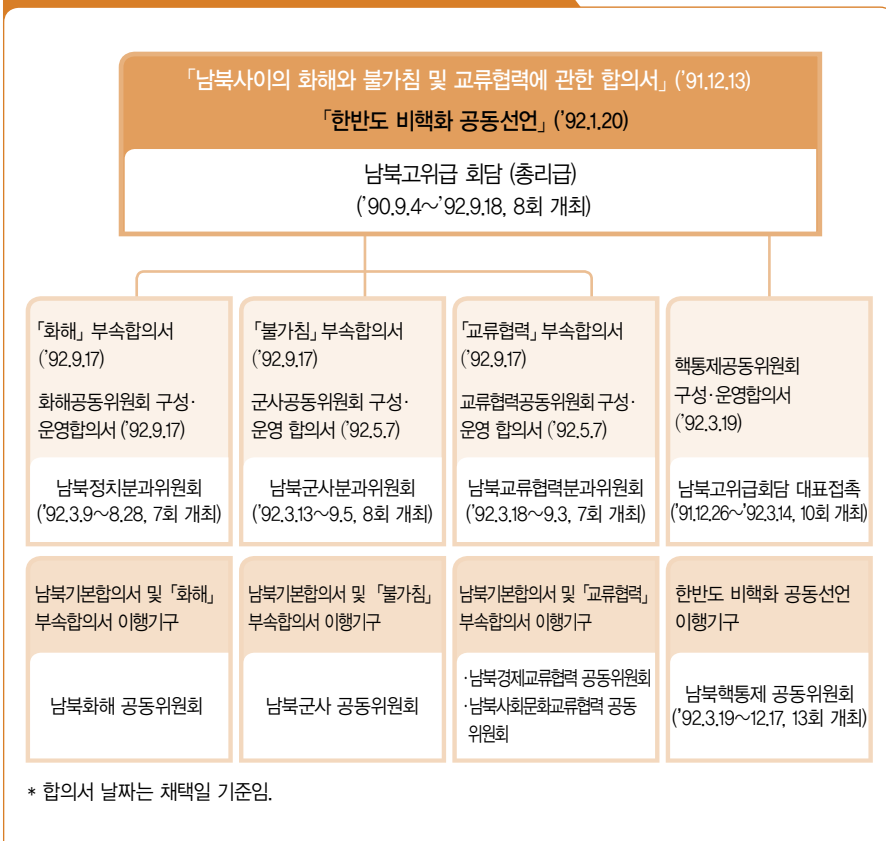 「남북사이의 화해와 불가침 및 교류협력에 관한 합의서」 ('91.12.13)
「한반도 비핵화 공동선언」 ('92.1.20)
남북고위급 회담 (총리급)
('90.9.4~'92.9.18, 8회 개최)
「화해」 부속합의서
('92.9.17)
화해공동위원회 구성·
운영합의서 ('92.9.17)
남북정치분과위원회
('92.3.9~8.28, 7회 개최)
「불가침」 부속합의서
('92.9.17)
군사공동위원회 구성·
운영 합의서 ('92.5.7)
남북군사분과위원회
('92.3.13~9.5, 8회 개최)
「교류협력」 부속합의서
('92.9.17)
교류협력공동위원회 구성·
운영 합의서 ('92.5.7)
남북교류협력분과위원회
('92.3.18~9.3, 7회 개최)
핵통제공동위원회
구성·운영합의서
('92.3.19)
남북고위급회담 대표접촉
('91.12.26~'92.3.14, 10회 개최)
남북기본합의서 및 「화해」
부속합의서 이행기구
남북화해 공동위원회
남북기본합의서 및 「불가침」
부속합의서 이행기구
남북군사 공동위원회
남북기본합의서 및 「교류협력」
부속합의서 이행기구
·남북경제교류협력 공동위원회
·남북사회문화교류협력 공동
위원회
한반도 비핵화 공동선언
이행기구
남북핵통제 공동위원회
('92.3.19~12.17, 13회 개최)
* 합의서 날짜는 채택일 기준임.